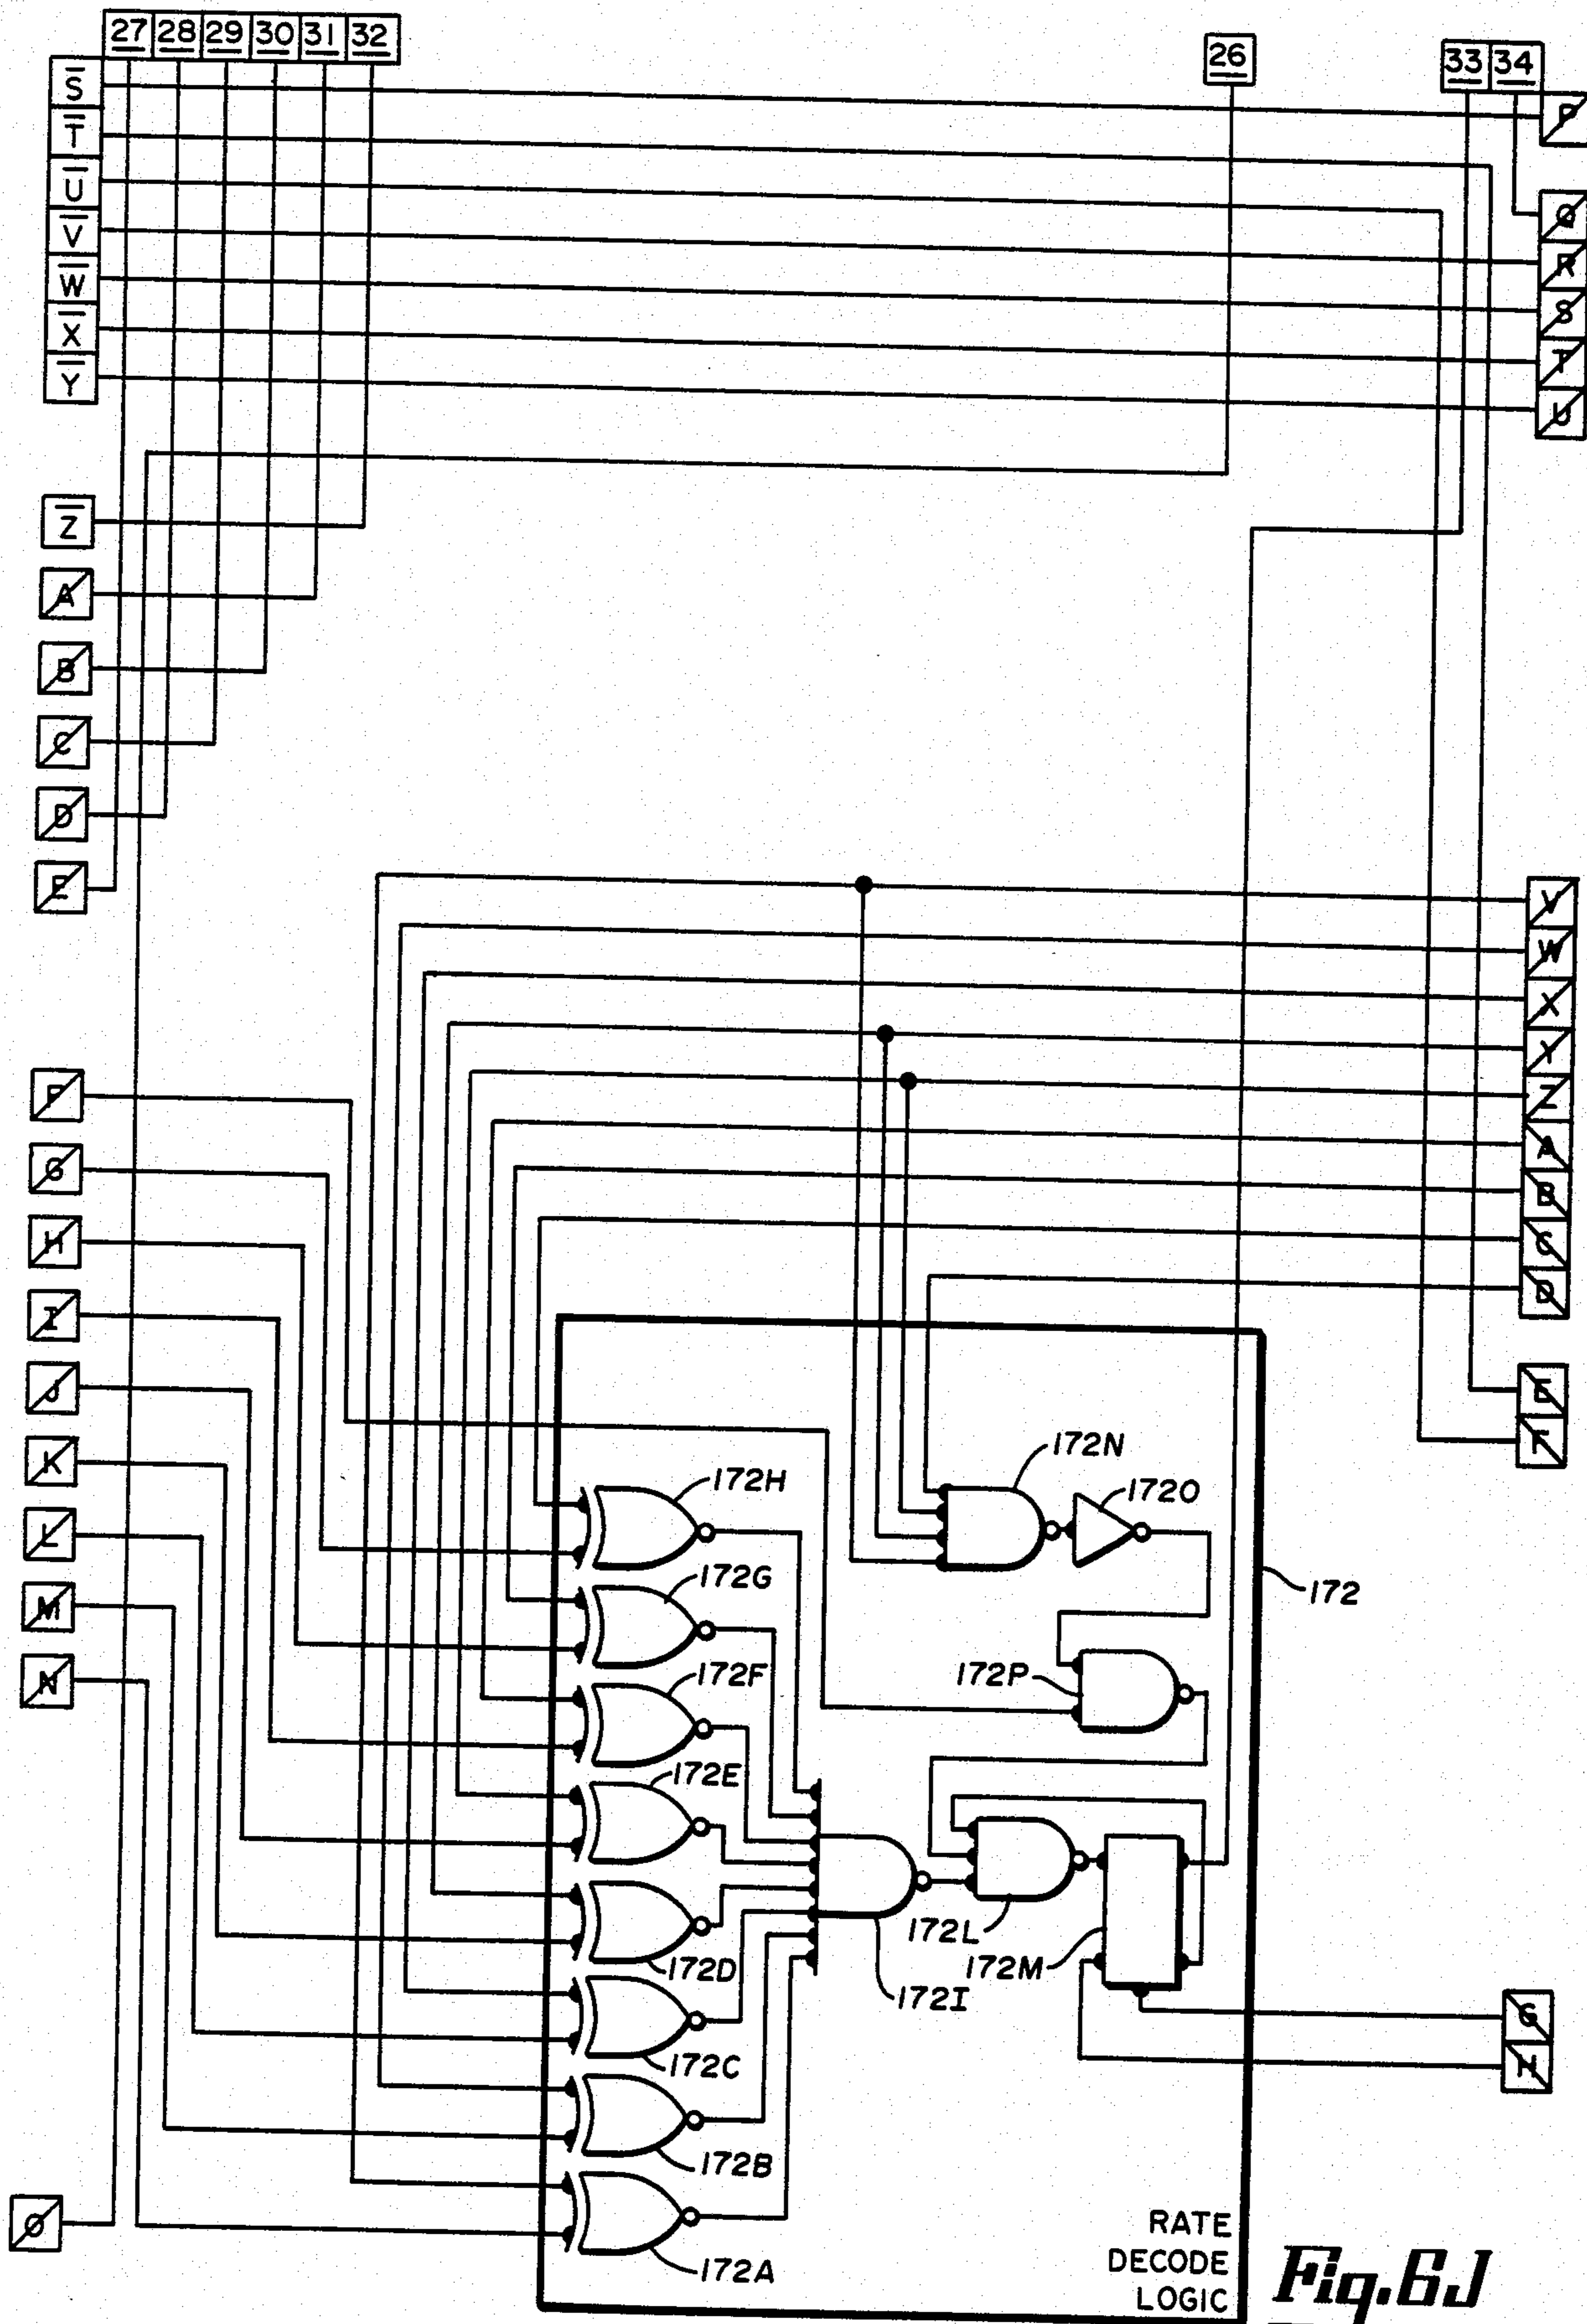 27 28 29 30 31 32
26
33 34
S̅
T̅
U̅
V̅
W̅
X̅
Y̅
P
Q
R
S
T
U
Z̅
A
B
C
D
E
V
W
X
Y
Z
A
B
C
D
E
F
F
G
H
I
J
K
L
M
N
O
172N
172O
172H
172G
172
172P
172F
172E
172L
172D
172M
172I
172C
172B
172A
G
H
RATE
DECODE
LOGIC
Fig.6J